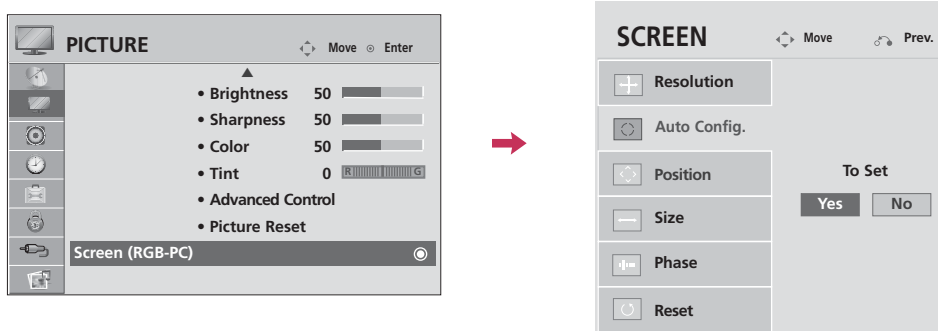 PICTURE Move Enter
• Brightness 50
• Sharpness 50
• Color 50
• Tint 0 R G
• Advanced Control
• Picture Reset
Screen (RGB-PC)
SCREEN Move Prev.
Resolution
Auto Config.
Position
Size
Phase
Reset
To Set
Yes No